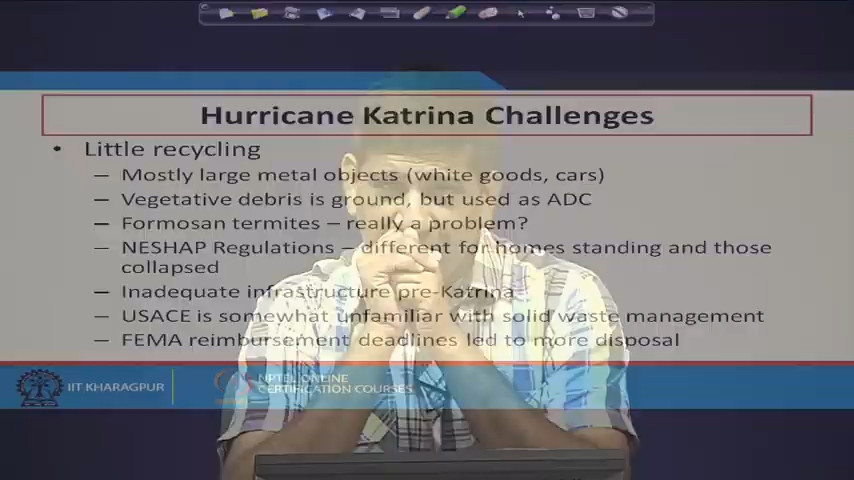 Hurricane Katrina Challenges
• Little recycling
– Mostly large metal objects (white goods, cars)
– Vegetative debris is ground, but used as ADC
– Formosan termites – really a problem?
– NESHAP Regulations – different for homes standing and those
collapsed
– Inadequate infrastructure pre-Katrina
– USACE is somewhat unfamiliar with solid waste management
– FEMA reimbursement deadlines led to more disposal
IIT KHARAGPUR
NPTEL ONLINE
CERTIFICATION COURSES